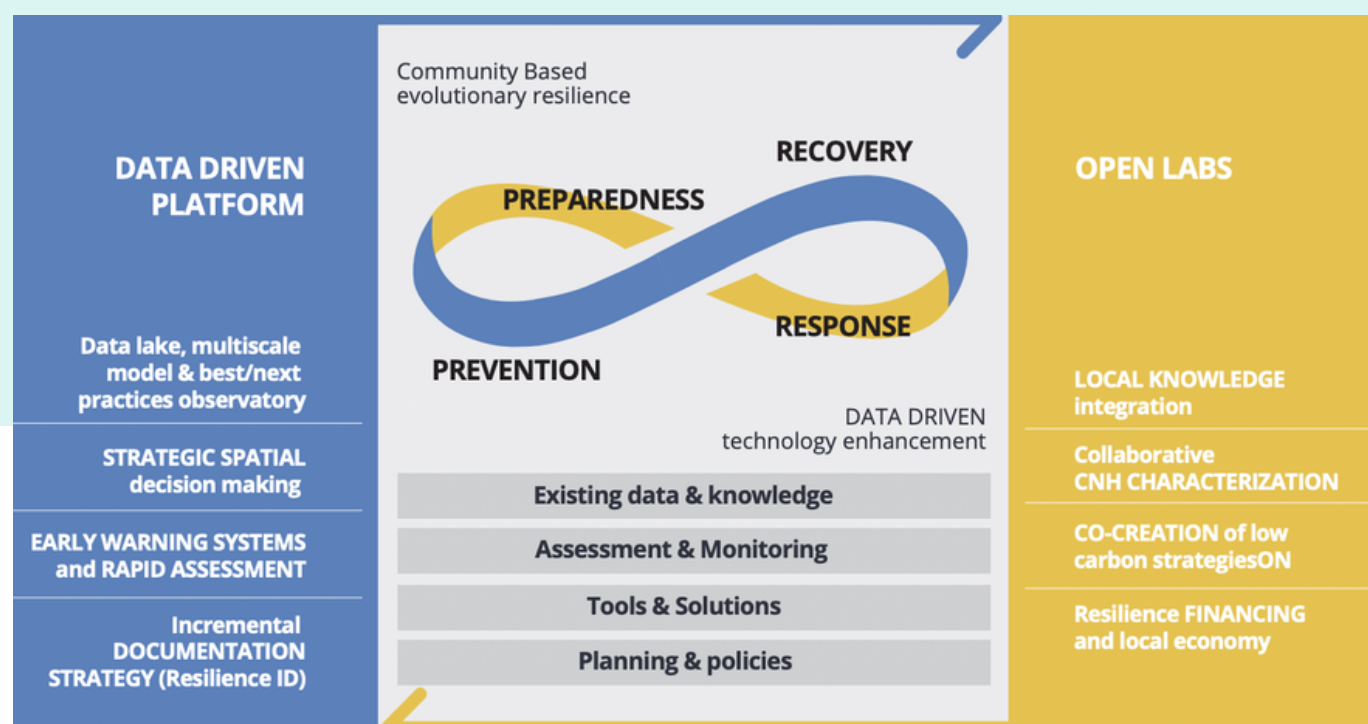 DATA DRIVEN
PLATFORM
Data lake, multiscale
model & best/next
practices observatory
STRATEGIC SPATIAL
decision making
EARLY WARNING SYSTEMS
and RAPID ASSESSMENT
Incremental
DOCUMENTATION
STRATEGY (Resilience ID)
Community Based
evolutionary resilience
RECOVERY
PREPAREDNESS
RESPONSE
PREVENTION
DATA DRIVEN
technology enhancement
Existing data & knowledge
Assessment & Monitoring
Tools & Solutions
Planning & policies
OPEN LABS
LOCAL KNOWLEDGE
integration
Collaborative
CNH CHARACTERIZATION
CO-CREATION of low
carbon strategiesON
Resilience FINANCING
and local economy